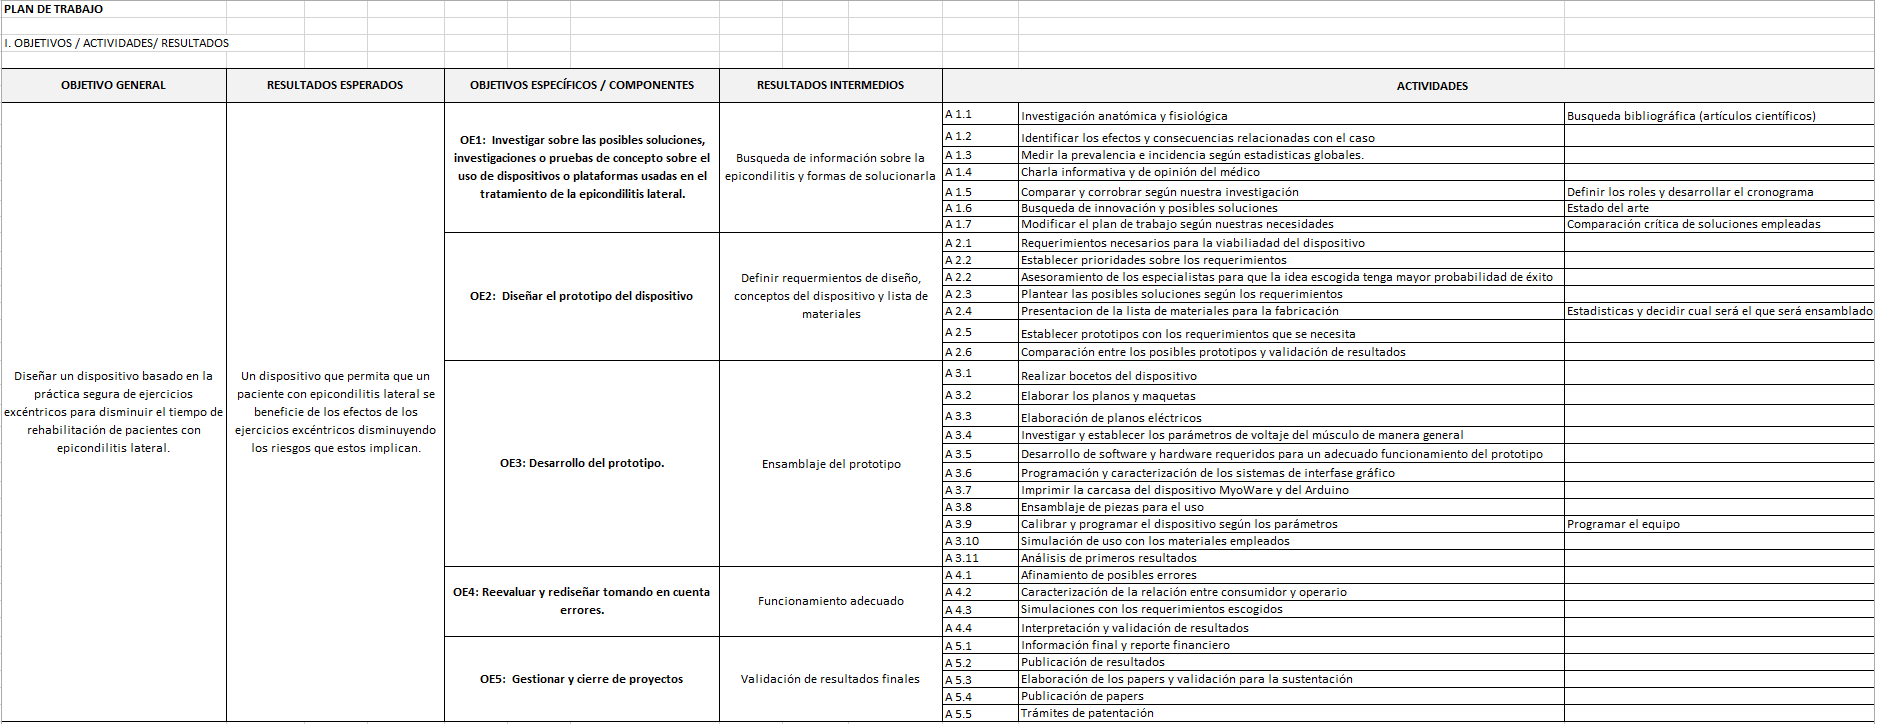 PLAN DE TRABAJO
I. OBJETIVOS / ACTIVIDADES/ RESULTADOS
OBJETIVO GENERAL
RESULTADOS ESPERADOS
OBJETIVOS ESPECÍFICOS / COMPONENTES
RESULTADOS INTERMEDIOS
ACTIVIDADES
Diseñar un dispositivo basado en la
práctica segura de ejercicios
excéntricos para disminuir el tiempo de
rehabilitación de pacientes con
epicondilitis lateral.
Un dispositivo que permita que un
paciente con epicondilitis lateral se
beneficie de los efectos de los
ejercicios excéntricos disminuyendo
los riesgos que estos implican.
OE1:  Investigar sobre las posibles soluciones,
investigaciones o pruebas de concepto sobre el
uso de dispositivos o plataformas usadas en el
tratamiento de la epicondilitis lateral.
Busqueda de información sobre la
epicondilitis y formas de solucionarla
A 1.1 Investigación anatómica y fisiológica Busqueda bibliográfica (artículos científicos)
A 1.2 Identificar los efectos y consecuencias relacionadas con el caso
A 1.3 Medir la prevalencia e incidencia según estadisticas globales.
A 1.4 Charla informativa y de opinión del médico
A 1.5 Comparar y corrobrar según nuestra investigación Definir los roles y desarrollar el cronograma
A 1.6 Busqueda de innovación y posibles soluciones Estado del arte
A 1.7 Modificar el plan de trabajo según nuestras necesidades Comparación crítica de soluciones empleadas
OE2:  Diseñar el prototipo del dispositivo
Definir requermientos de diseño,
conceptos del dispositivo y lista de
materiales
A 2.1 Requerimientos necesarios para la viabiliadad del dispositivo
A 2.2 Establecer prioridades sobre los requerimientos
A 2.2 Asesoramiento de los especialistas para que la idea escogida tenga mayor probabilidad de éxito
A 2.3 Plantear las posibles soluciones según los requerimientos
A 2.4 Presentacion de la lista de materiales para la fabricación Estadisticas y decidir cual será el que será ensamblado
A 2.5 Establecer prototipos con los requerimientos que se necesita
A 2.6 Comparación entre los posibles prototipos y validación de resultados
OE3: Desarrollo del prototipo.
Ensamblaje del prototipo
A 3.1 Realizar bocetos del dispositivo
A 3.2 Elaborar los planos y maquetas
A 3.3 Elaboración de planos eléctricos
A 3.4 Investigar y establecer los parámetros de voltaje del músculo de manera general
A 3.5 Desarrollo de software y hardware requeridos para un adecuado funcionamiento del prototipo
A 3.6 Programación y caracterización de los sistemas de interfase gráfico
A 3.7 Imprimir la carcasa del dispositivo MyoWare y del Arduino
A 3.8 Ensamblaje de piezas para el uso
A 3.9 Calibrar y programar el dispositivo según los parámetros Programar el equipo
A 3.10 Simulación de uso con los materiales empleados
A 3.11 Análisis de primeros resultados
OE4: Reevaluar y rediseñar tomando en cuenta
errores.
Funcionamiento adecuado
A 4.1 Afinamiento de posibles errores
A 4.2 Caracterización de la relación entre consumidor y operario
A 4.3 Simulaciones con los requerimientos escogidos
A 4.4 Interpretación y validación de resultados
OE5:  Gestionar y cierre de proyectos
Validación de resultados finales
A 5.1 Información final y reporte financiero
A 5.2 Publicación de resultados
A 5.3 Elaboración de los papers y validación para la sustentación
A 5.4 Publicación de papers
A 5.5 Trámites de patentación